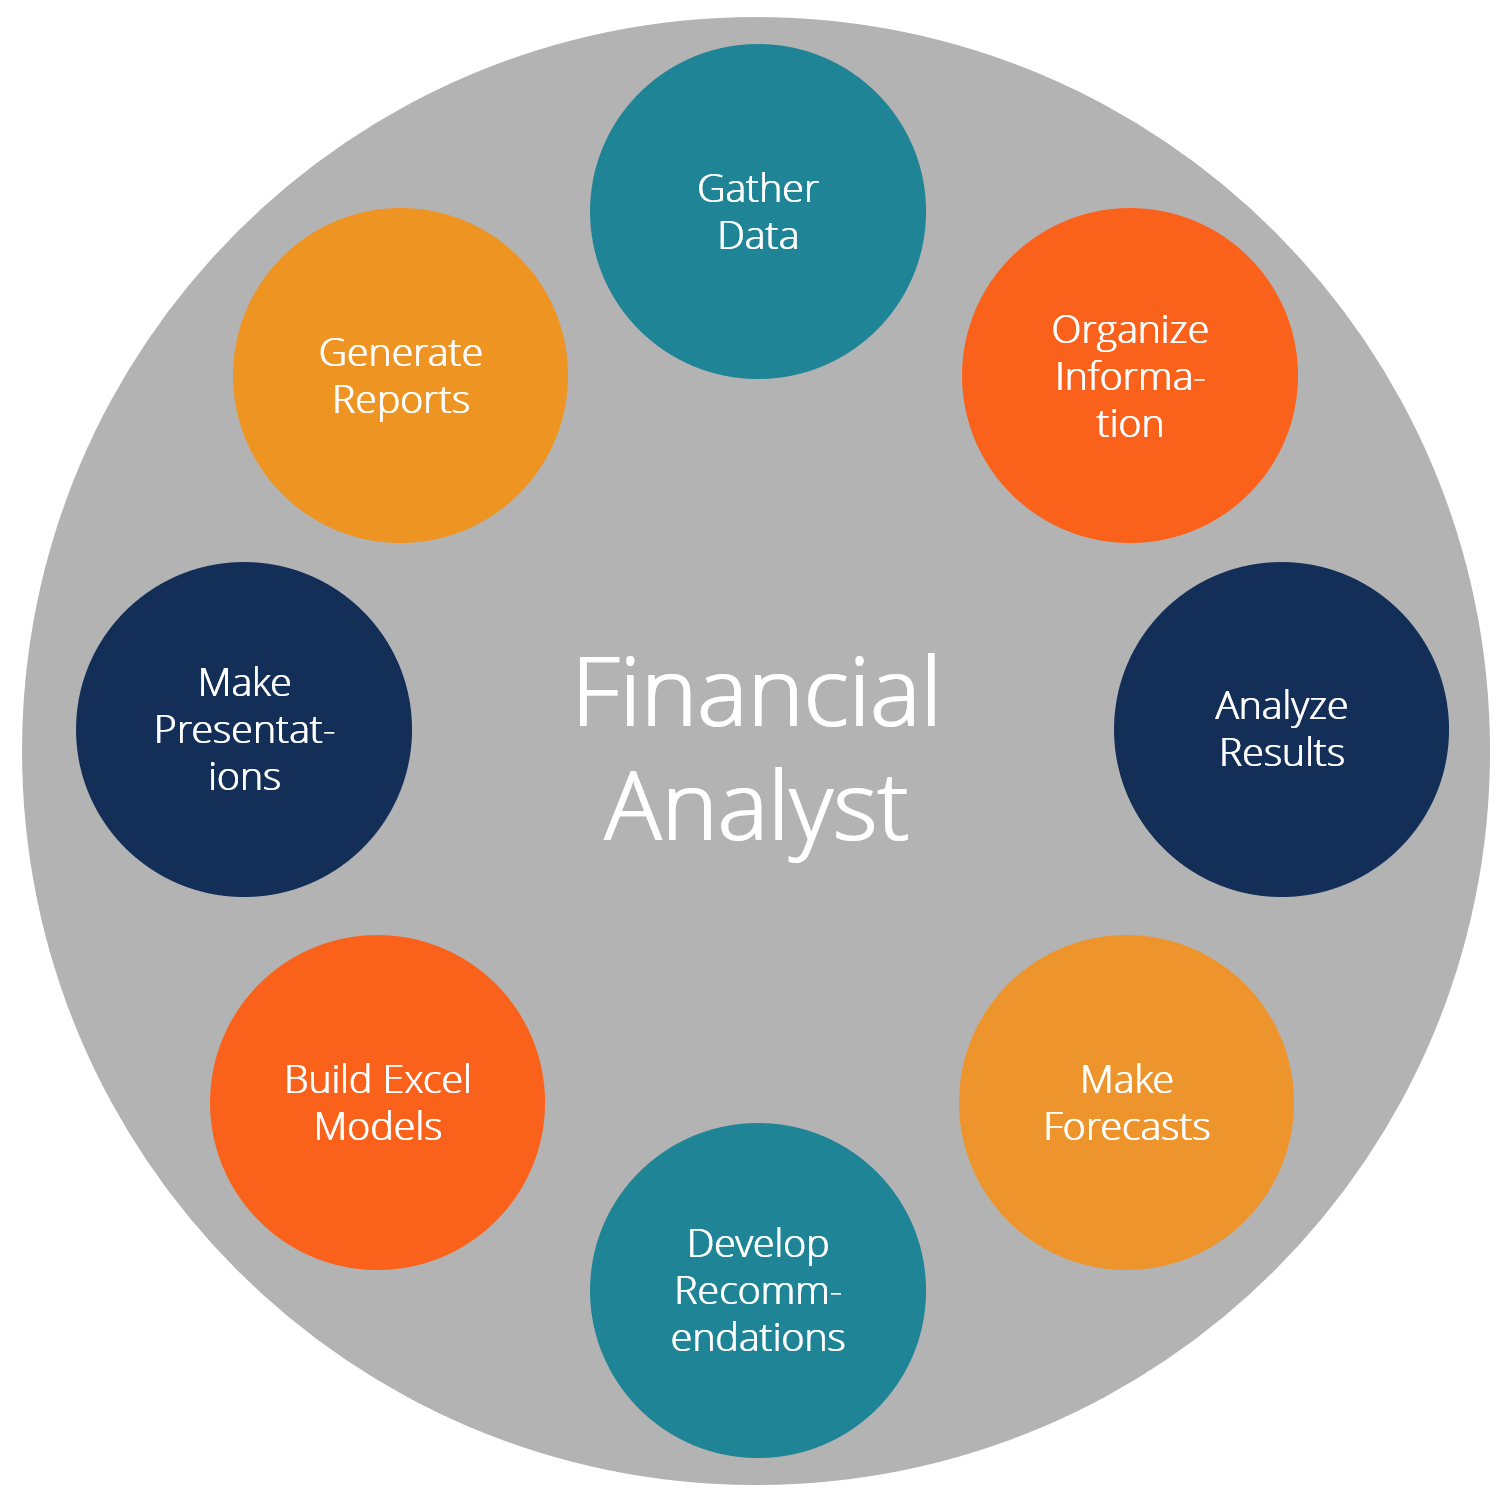 Gather
Data
Organize
Informa-
tion
Analyze
Results
Make
Forecasts
Develop
Recomm-
endations
Build Excel
Models
Make
Presentat-
ions
Generate
Reports
Financial
Analyst